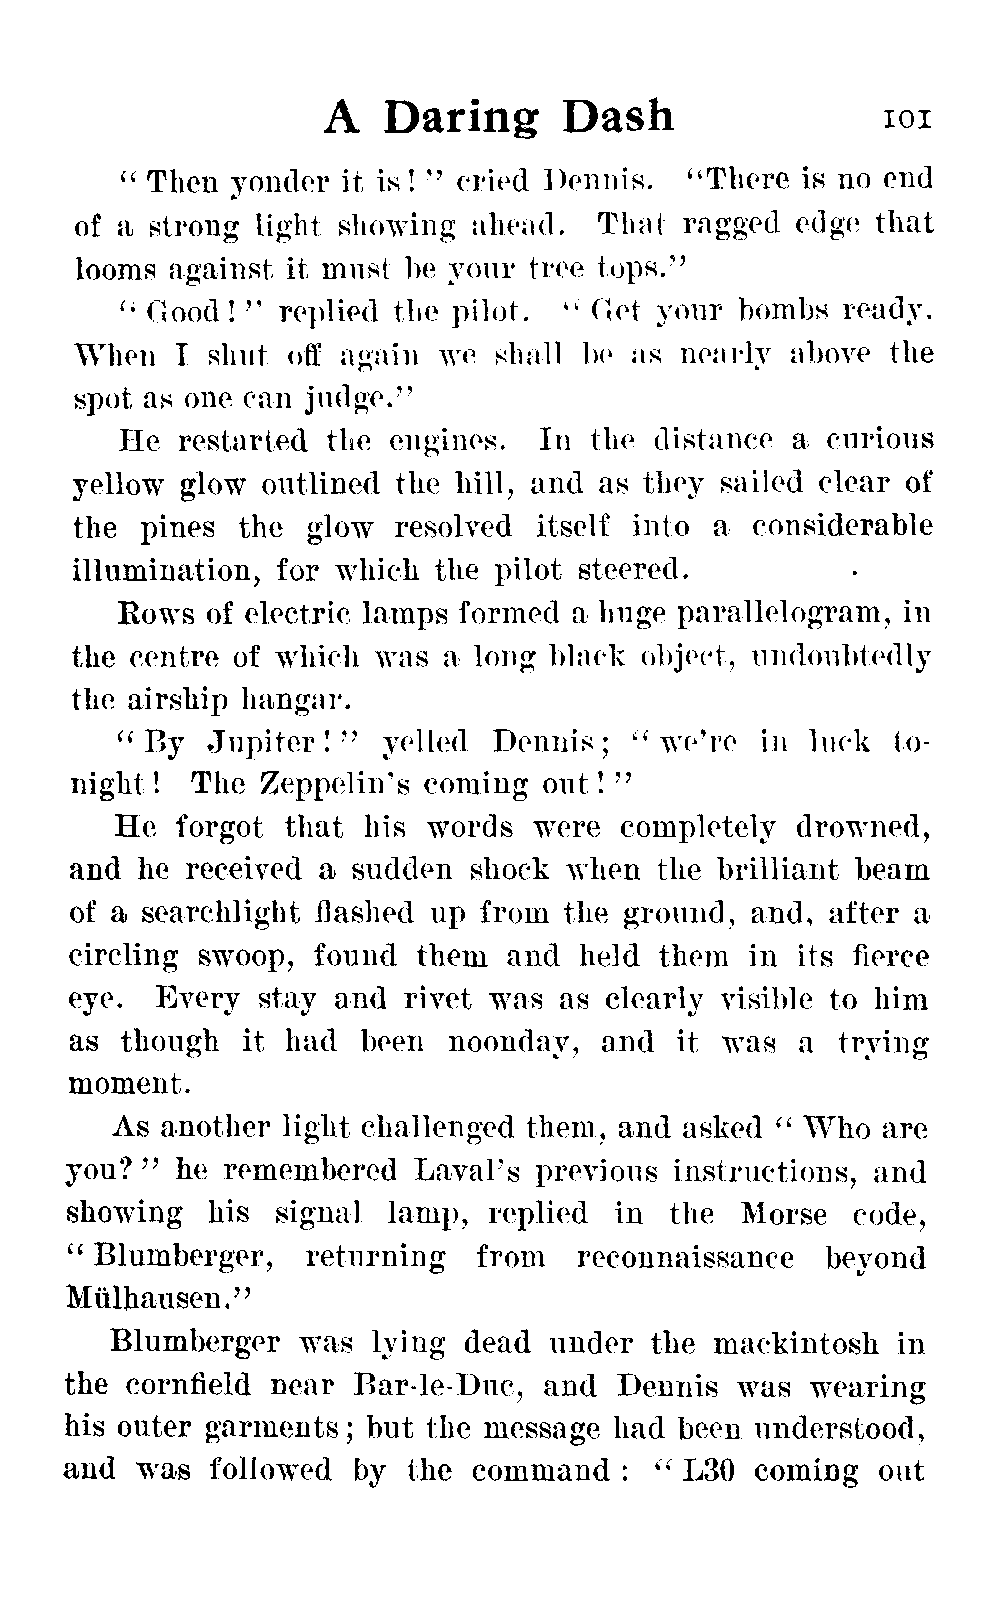 A Daring Dash 101
“ Then yonder it is! ” cried Dennis. “There is no end
of a strong light showing ahead. That ragged edge that
looms against it must be your tree tops.”
“ Good! ” replied the pilot. “ Get your bombs ready.
When I shut off again we shall be as nearly above the
spot as one can judge.”
He restarted the engines. In the distance a curious
yellow glow outlined the hill, and as they sailed clear of
the pines the glow resolved itself into a considerable
illumination, for which the pilot steered.
Rows of electric lamps formed a huge parallelogram, in
the centre of which was a long black object, undoubtedly
the airship hangar.
“ By Jupiter! ” yelled Dennis; “ we’re in luck to-
night! The Zeppelin’s coming out! ”
He forgot that his words were completely drowned,
and he received a sudden shock when the brilliant beam
of a searchlight flashed up from the ground, and, after a
circling swoop, found them and held them in its fierce
eye. Every stay and rivet was as clearly visible to him
as though it had been noonday, and it was a trying
moment.
As another light challenged them, and asked “ Who are
you? ” he remembered Laval’s previous instructions, and
showing his signal lamp, replied in the Morse code,
“ Blumberger, returning from reconnaissance beyond
Mülhausen.”
Blumberger was lying dead under the mackintosh in
the cornfield near Bar-le-Duc, and Dennis was wearing
his outer garments; but the message had been understood,
and was followed by the command : “ L30 coming out